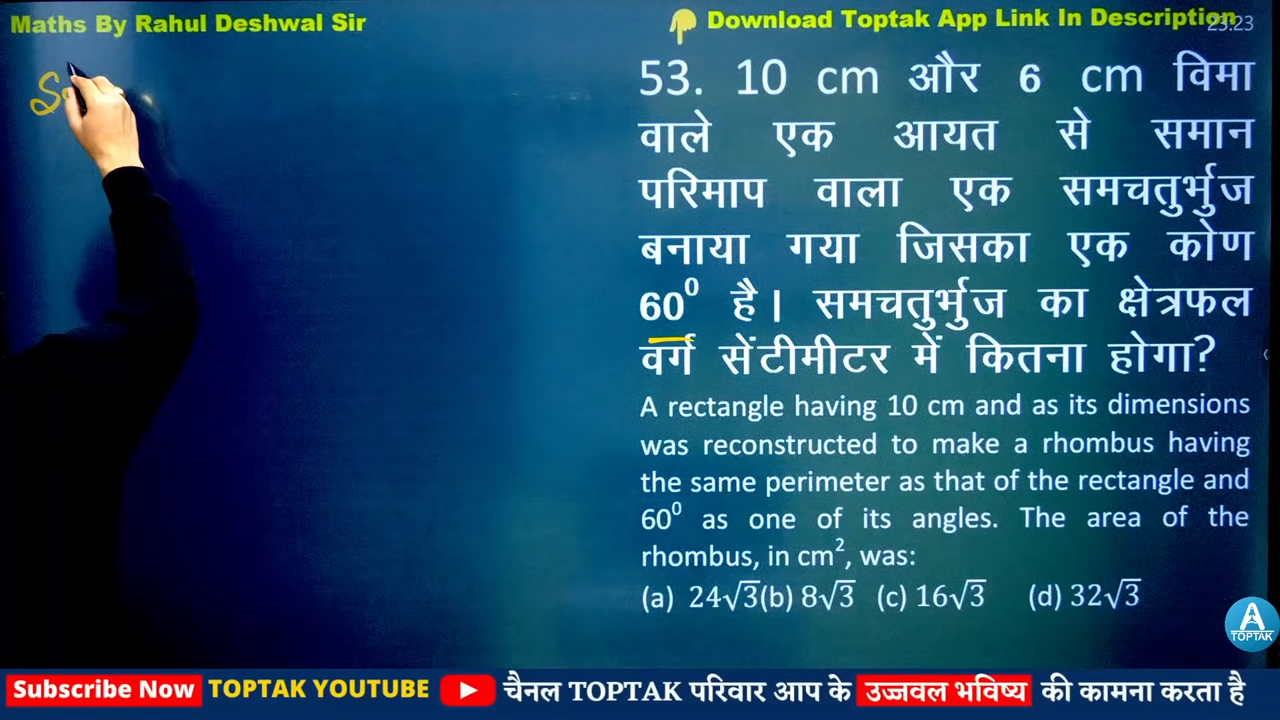 Maths By Rahul Deshwal Sir
Download Toptak App Link In Description
23:23
S
53. 10 cm और 6 cm विमा
वाले एक आयत से समान
परिमाप वाला एक समचतुर्भुज
बनाया गया जिसका एक कोण
60⁰ है। समचतुर्भुज का क्षेत्रफल
वर्ग सेंटीमीटर में कितना होगा?
A rectangle having 10 cm and as its dimensions
was reconstructed to make a rhombus having
the same perimeter as that of the rectangle and
60⁰ as one of its angles. The area of the
rhombus, in cm², was:
(a) 24√3(b) 8√3 (c) 16√3 (d) 32√3
A
TOPTAK
Subscribe Now TOPTAK YOUTUBE चैनल TOPTAK परिवार आप के उज्जवल भविष्य की कामना करता है